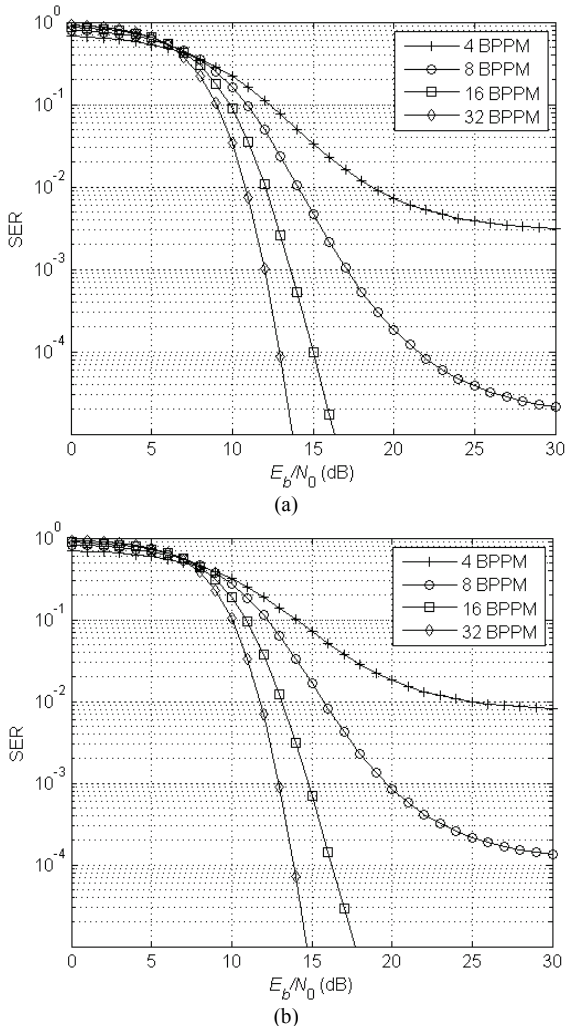 10^0
10^-1
10^-2
10^-3
10^-4
SER
4 BPPM
8 BPPM
16 BPPM
32 BPPM
0 5 10 15 20 25 30
E_b/N_0 (dB)
(a)
10^0
10^-1
10^-2
10^-3
10^-4
SER
4 BPPM
8 BPPM
16 BPPM
32 BPPM
0 5 10 15 20 25 30
E_b/N_0 (dB)
(b)